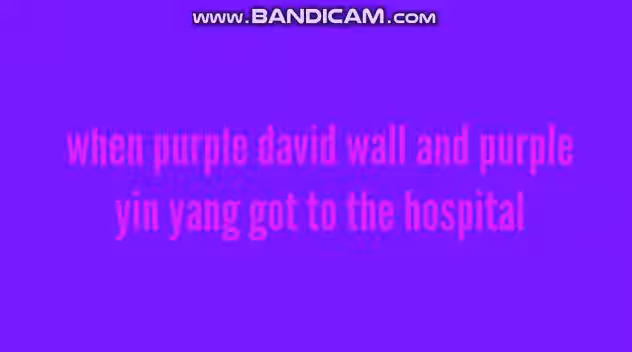 www.BANDICAM.com
when purple david wall and purple
yin yang got to the hospital